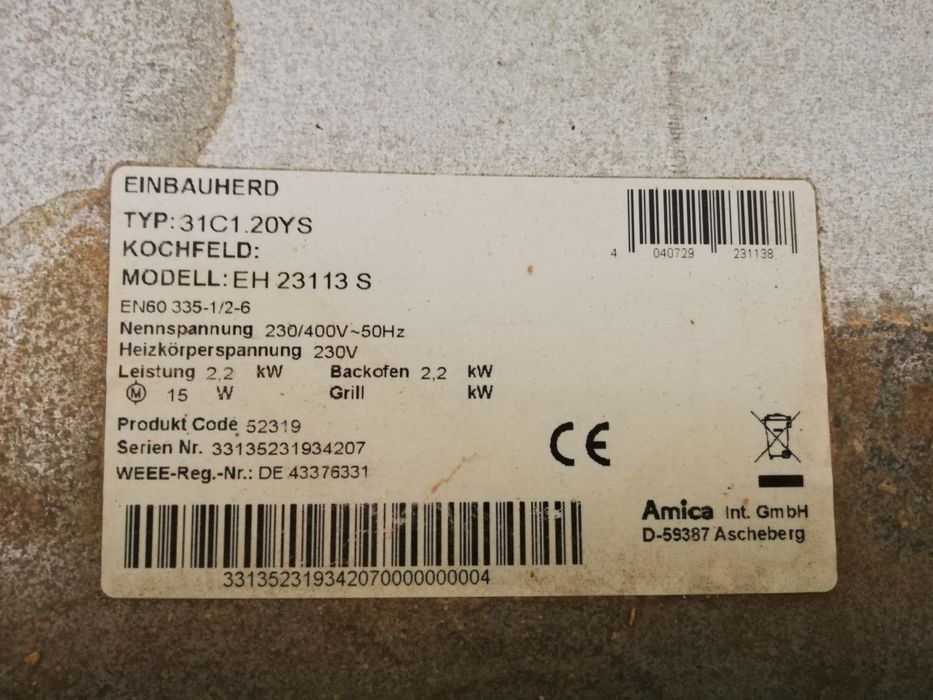 EINBAUHERD
TYP: 31C1.20YS
KOCHFELD:
MODELL: EH 23113 S
EN60 335-1/2-6
Nennspannung 230/400V~50Hz
Heizkörperspannung 230V
Leistung 2,2 kW Backofen 2,2 kW
M 15 W Grill kW
Produkt Code 52319
Serien Nr. 33135231934207
WEEE-Reg.-Nr.: DE 43376331
3313523193420700000000004
4 040729 231138
CE
Amica Int. GmbH
D-59387 Ascheberg